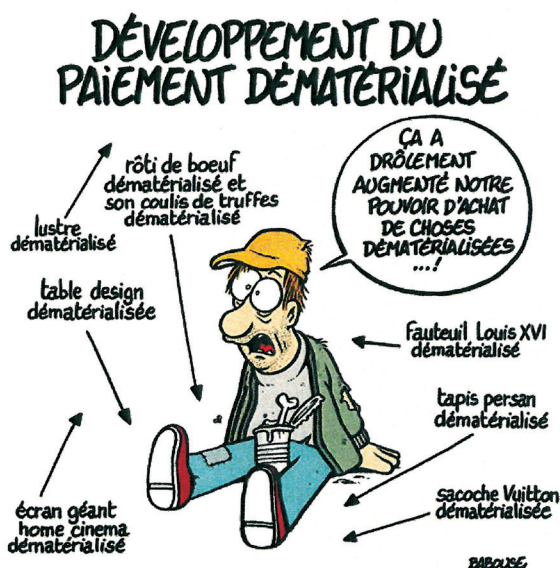 DÉVELOPPEMENT DU
PAIEMENT DÉMATÉRIALISÉ
ÇA A
DRÔLEMENT
AUGMENTÉ NOTRE
POUVOIR D'ACHAT
DE CHOSES
DÉMATÉRIALISÉES
...!
rôti de boeuf
dématérialisé et
son coulis de truffes
dématérialisé
lustre
dématérialisé
table design
dématérialisée
fauteuil Louis XVI
dématérialisé
tapis persan
dématérialisé
écran géant
home cinema
dématérialisé
sacoche Vuitton
dématérialisée
BABOUSE